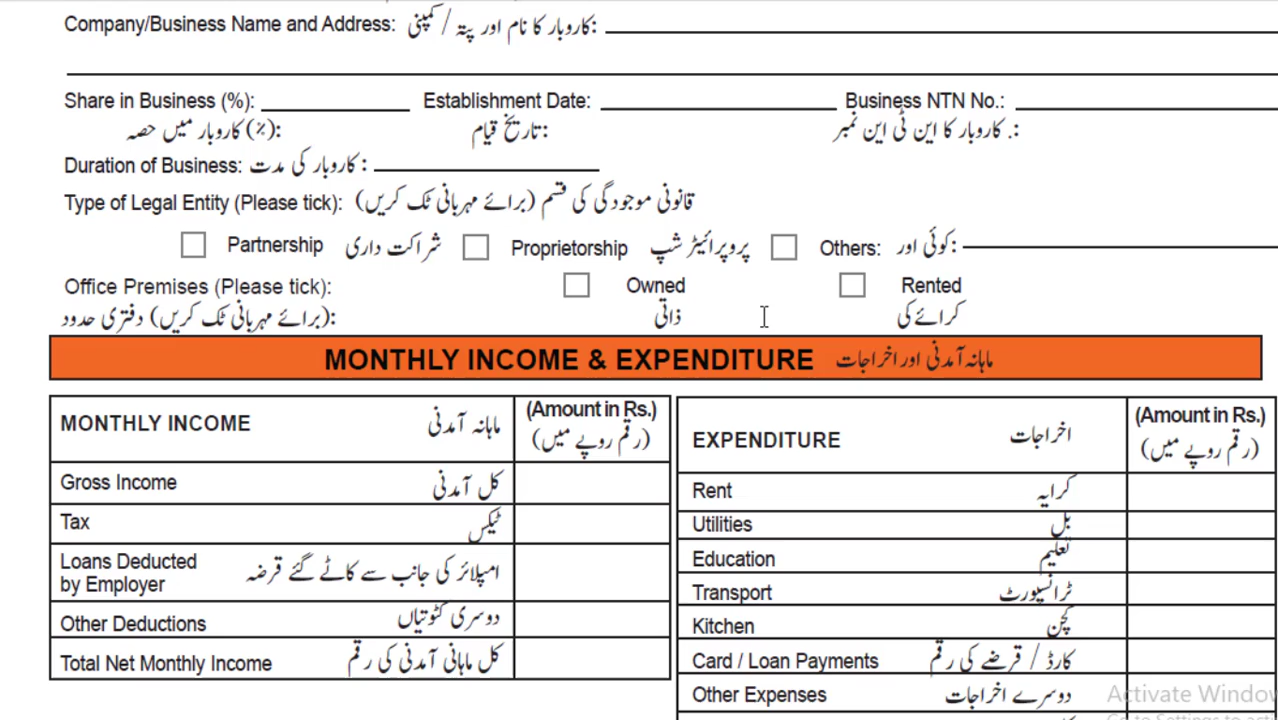 Company/Business Name and Address: کاروبار کا نام اور پتہ / کمپنی:
Share in Business (%): Establishment Date: Business NTN No.:
کاروبار میں حصہ (٪): تاریخ قیام: کاروبار کا این ٹی این نمبر .:
Duration of Business: کاروبار کی مدت :
Type of Legal Entity (Please tick): قانونی موجودگی کی قسم (برائے مہربانی ٹک کریں)
Partnership شراکت داری Proprietorship پروپرائیٹر شپ Others: کوئی اور:
Office Premises (Please tick): Owned Rented
دفتری حدود (برائے مہربانی ٹک کریں): ذاتی کرائے کی
MONTHLY INCOME & EXPENDITURE ماہانہ آمدنی اور اخراجات
MONTHLY INCOME ماہانہ آمدنی (Amount in Rs.)
(رقم روپے میں)
Gross Income کل آمدنی
Tax ٹیکس
Loans Deducted
by Employer امپلائر کی جانب سے کاٹے گئے قرضہ
Other Deductions دوسری کٹوتیاں
Total Net Monthly Income کل ماہانی آمدنی کی رقم
EXPENDITURE اخراجات (Amount in Rs.)
(رقم روپے میں)
Rent کرایہ
Utilities بل
Education تعلیم
Transport ٹرانسپورٹ
Kitchen کچن
Card / Loan Payments کارڈ / قرضے کی رقم
Other Expenses دوسرے اخراجات
Activate Window